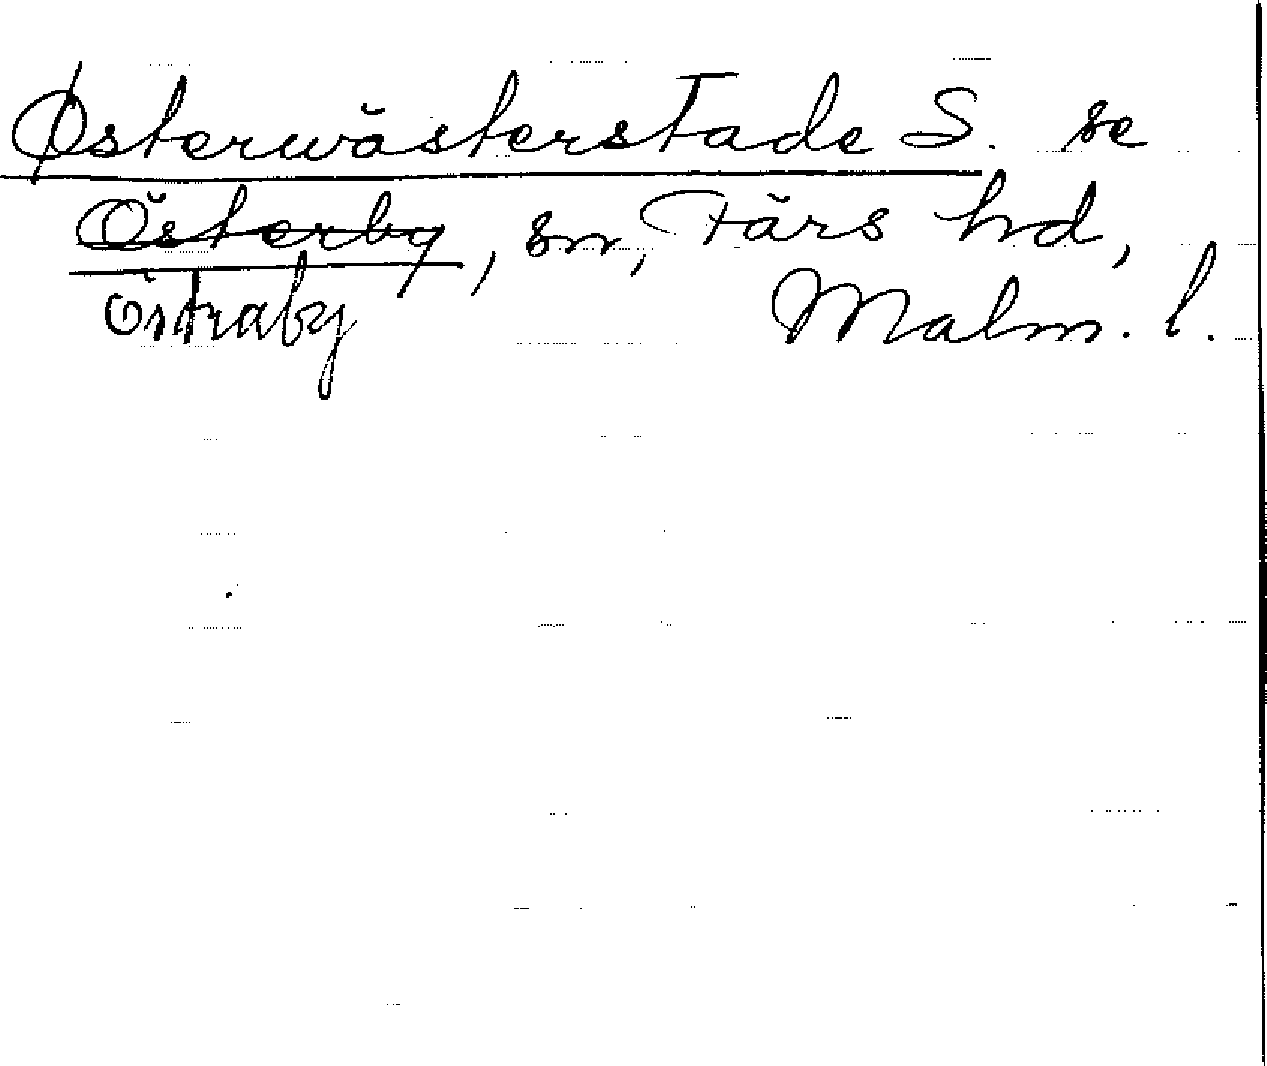 Østerwästerstade S. se
Österby, sn, Färs hd,
Östraby Malm. l.